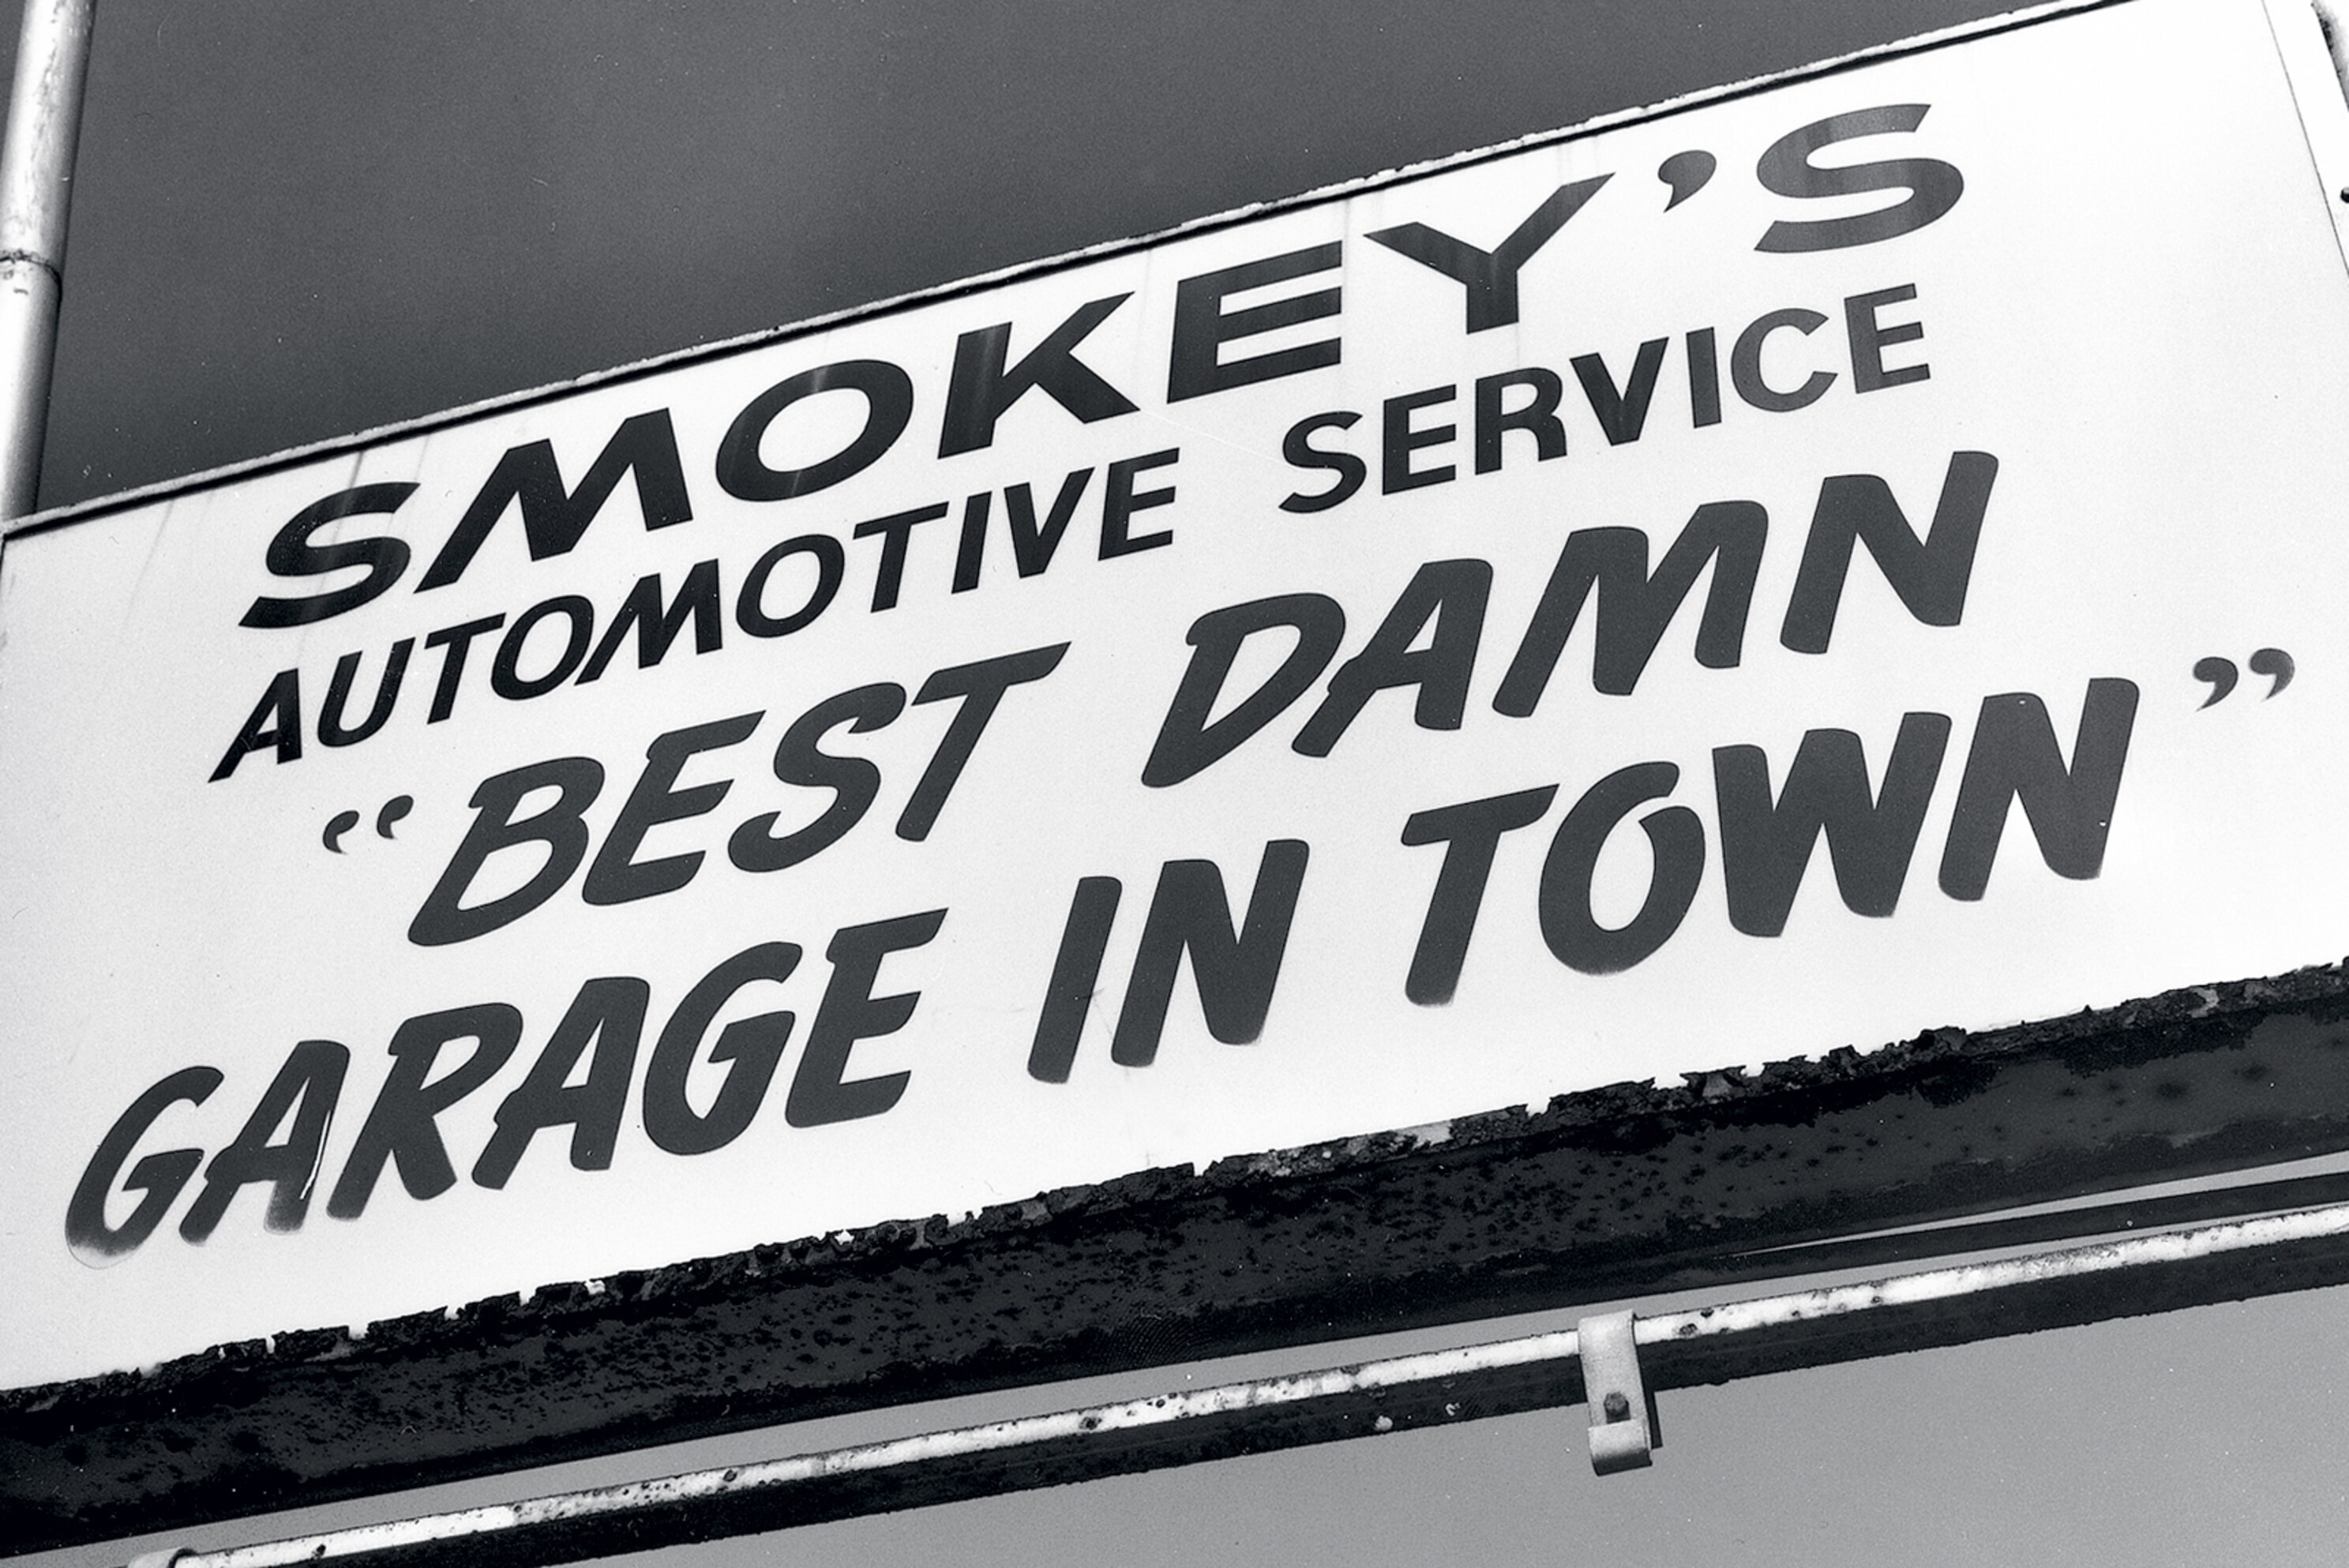 SMOKEY’S
AUTOMOTIVE SERVICE
“BEST DAMN
GARAGE IN TOWN”